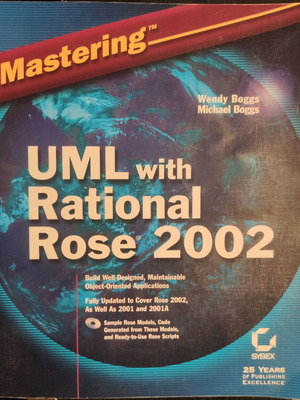 Mastering™
Wendy Boggs
Michael Boggs
UML with
Rational
Rose 2002
Build Well-Designed, Maintainable
Object-Oriented Applications
Fully Updated to Cover Rose 2002,
As Well As 2001 and 2001A
Sample Rose Models, Code
Generated from These Models,
and Ready-to-Use Rose Scripts
SYBEX
25 YEARS
OF PUBLISHING
EXCELLENCE